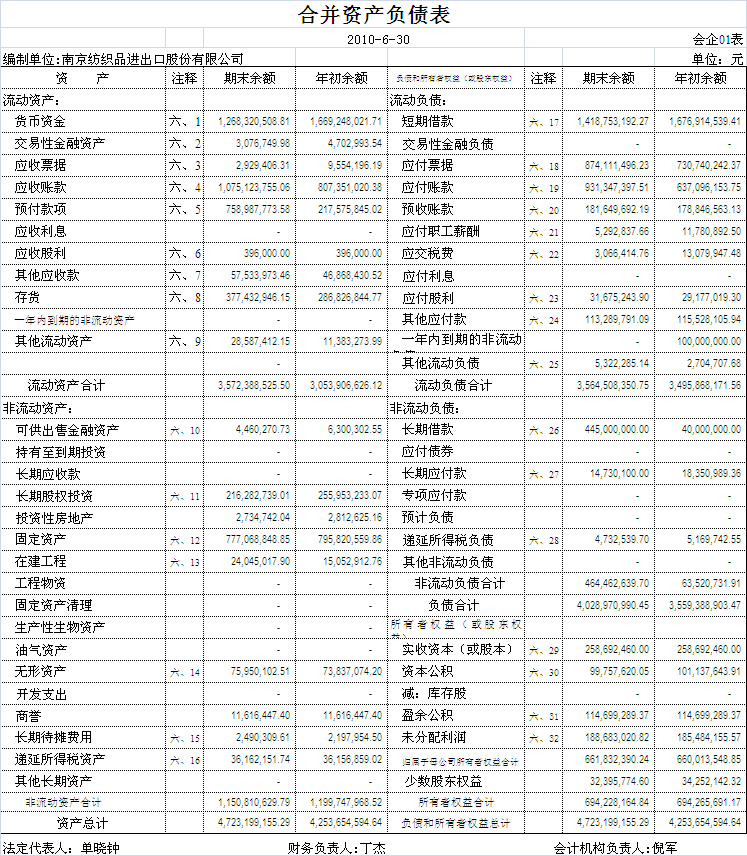 合并资产负债表
2010-6-30 会企01表
编制单位:南京纺织品进出口股份有限公司 单位: 元
资 产 注释 期末余额 年初余额 负债和所有者权益(或股东权益) 注释 期末余额 年初余额
流动资产: 流动负债:
货币资金 六、1 1,268,320,508.81 1,669,248,021.71 短期借款 六、17 1,418,753,192.27 1,676,914,539.41
交易性金融资产 六、2 3,076,749.98 4,702,993.54 交易性金融负债 - -
应收票据 六、3 2,929,406.31 9,554,196.19 应付票据 六、18 874,111,496.23 730,740,242.37
应收账款 六、4 1,075,123,755.06 807,351,020.38 应付账款 六、19 931,347,397.51 637,096,153.75
预付款项 六、5 758,987,773.58 217,575,845.02 预收账款 六、20 181,649,692.19 178,846,563.13
应收利息 - - 应付职工薪酬 六、21 5,292,837.66 11,780,892.50
应收股利 六、6 396,000.00 396,000.00 应交税费 六、22 3,066,414.76 13,079,947.48
其他应收款 六、7 57,533,973.46 46,868,430.52 应付利息 - -
存货 六、8 377,432,946.15 286,826,844.77 应付股利 六、23 31,675,243.90 29,177,019.30
一年内到期的非流动资产 - - 其他应付款 六、24 113,289,791.09 115,528,105.94
其他流动资产 六、9 28,587,412.15 11,383,273.99 一年内到期的非流动 - 100,000,000.00
- 其他流动负债 六、25 5,322,285.14 2,704,707.68
流动资产合计 3,572,388,525.50 3,053,906,626.12 流动负债合计 3,564,508,350.75 3,495,868,171.56
非流动资产: 非流动负债:
可供出售金融资产 六、10 4,460,270.73 6,300,302.55 长期借款 六、26 445,000,000.00 40,000,000.00
持有至到期投资 - - 应付债券 - -
长期应收款 - - 长期应付款 六、27 14,730,100.00 18,350,989.36
长期股权投资 六、11 216,282,739.01 255,953,233.07 专项应付款 - -
投资性房地产 2,734,742.04 2,812,625.16 预计负债 - -
固定资产 六、12 777,068,848.85 795,820,559.86 递延所得税负债 六、28 4,732,539.70 5,169,742.55
在建工程 六、13 24,045,017.90 15,052,912.76 其他非流动负债 - -
工程物资 - - 非流动负债合计 464,462,639.70 63,520,731.91
固定资产清理 - - 负债合计 4,028,970,990.45 3,559,388,903.47
生产性生物资产 - - 所有者权益（或股东权
油气资产 - - 实收资本（或股本） 六、29 258,692,460.00 258,692,460.00
无形资产 六、14 75,950,102.51 73,837,074.20 资本公积 六、30 99,757,620.05 101,137,643.91
开发支出 - - 减: 库存股 - -
商誉 11,616,447.40 11,616,447.40 盈余公积 六、31 114,699,289.37 114,699,289.37
长期待摊费用 六、15 2,490,309.61 2,197,954.50 未分配利润 六、32 188,683,020.82 185,484,155.57
递延所得税资产 六、16 36,162,151.74 36,156,859.02 归属于母公司所有者权益合计 661,832,390.24 660,013,548.85
其他长期资产 - - 少数股东权益 32,395,774.60 34,252,142.32
非流动资产合计 1,150,810,629.79 1,199,747,968.52 所有者权益合计 694,228,164.84 694,265,691.17
资产总计 4,723,199,155.29 4,253,654,594.64 负债和所有者权益总计 4,723,199,155.29 4,253,654,594.64
法定代表人: 单晓钟 财务负责人:丁杰 会计机构负责人:倪军